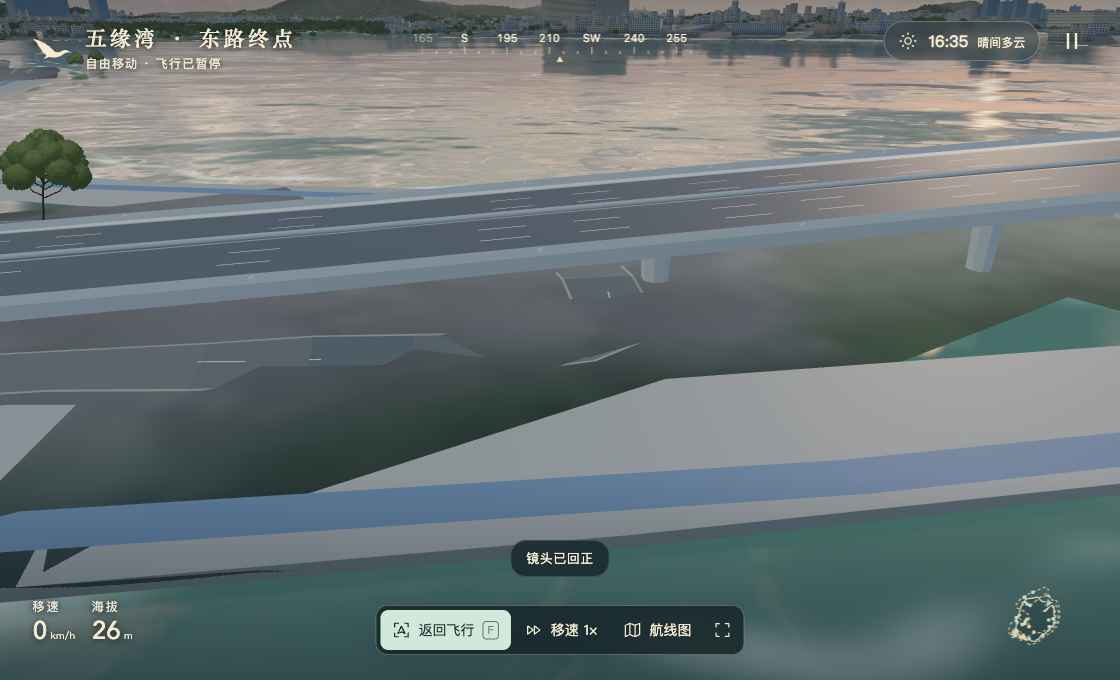 五缘湾 · 东路终点
自由移动 · 飞行已暂停
165 S 195 210 SW 240 255
16:35 晴间多云
镜头已回正
移速 海拔
0 km/h 26 m
返回飞行 F 移速 1× 航线图